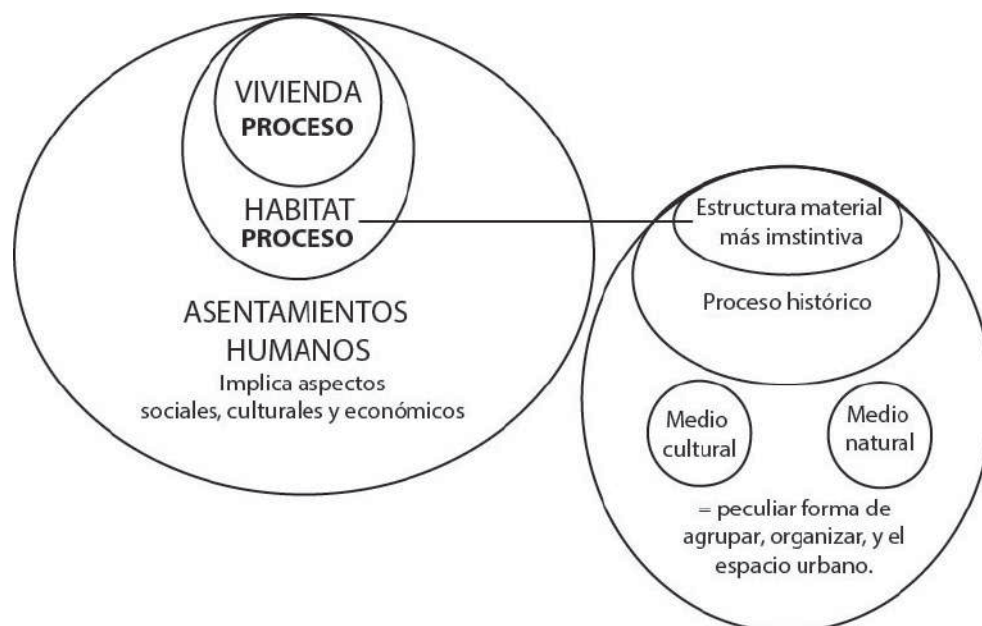 VIVIENDA
PROCESO
HABITAT
PROCESO
ASENTAMIENTOS
HUMANOS
Implica aspectos
sociales, culturales y económicos
Estructura material
más imstintiva
Proceso histórico
Medio
cultural
Medio
natural
= peculiar forma de
agrupar, organizar, y el
espacio urbano.